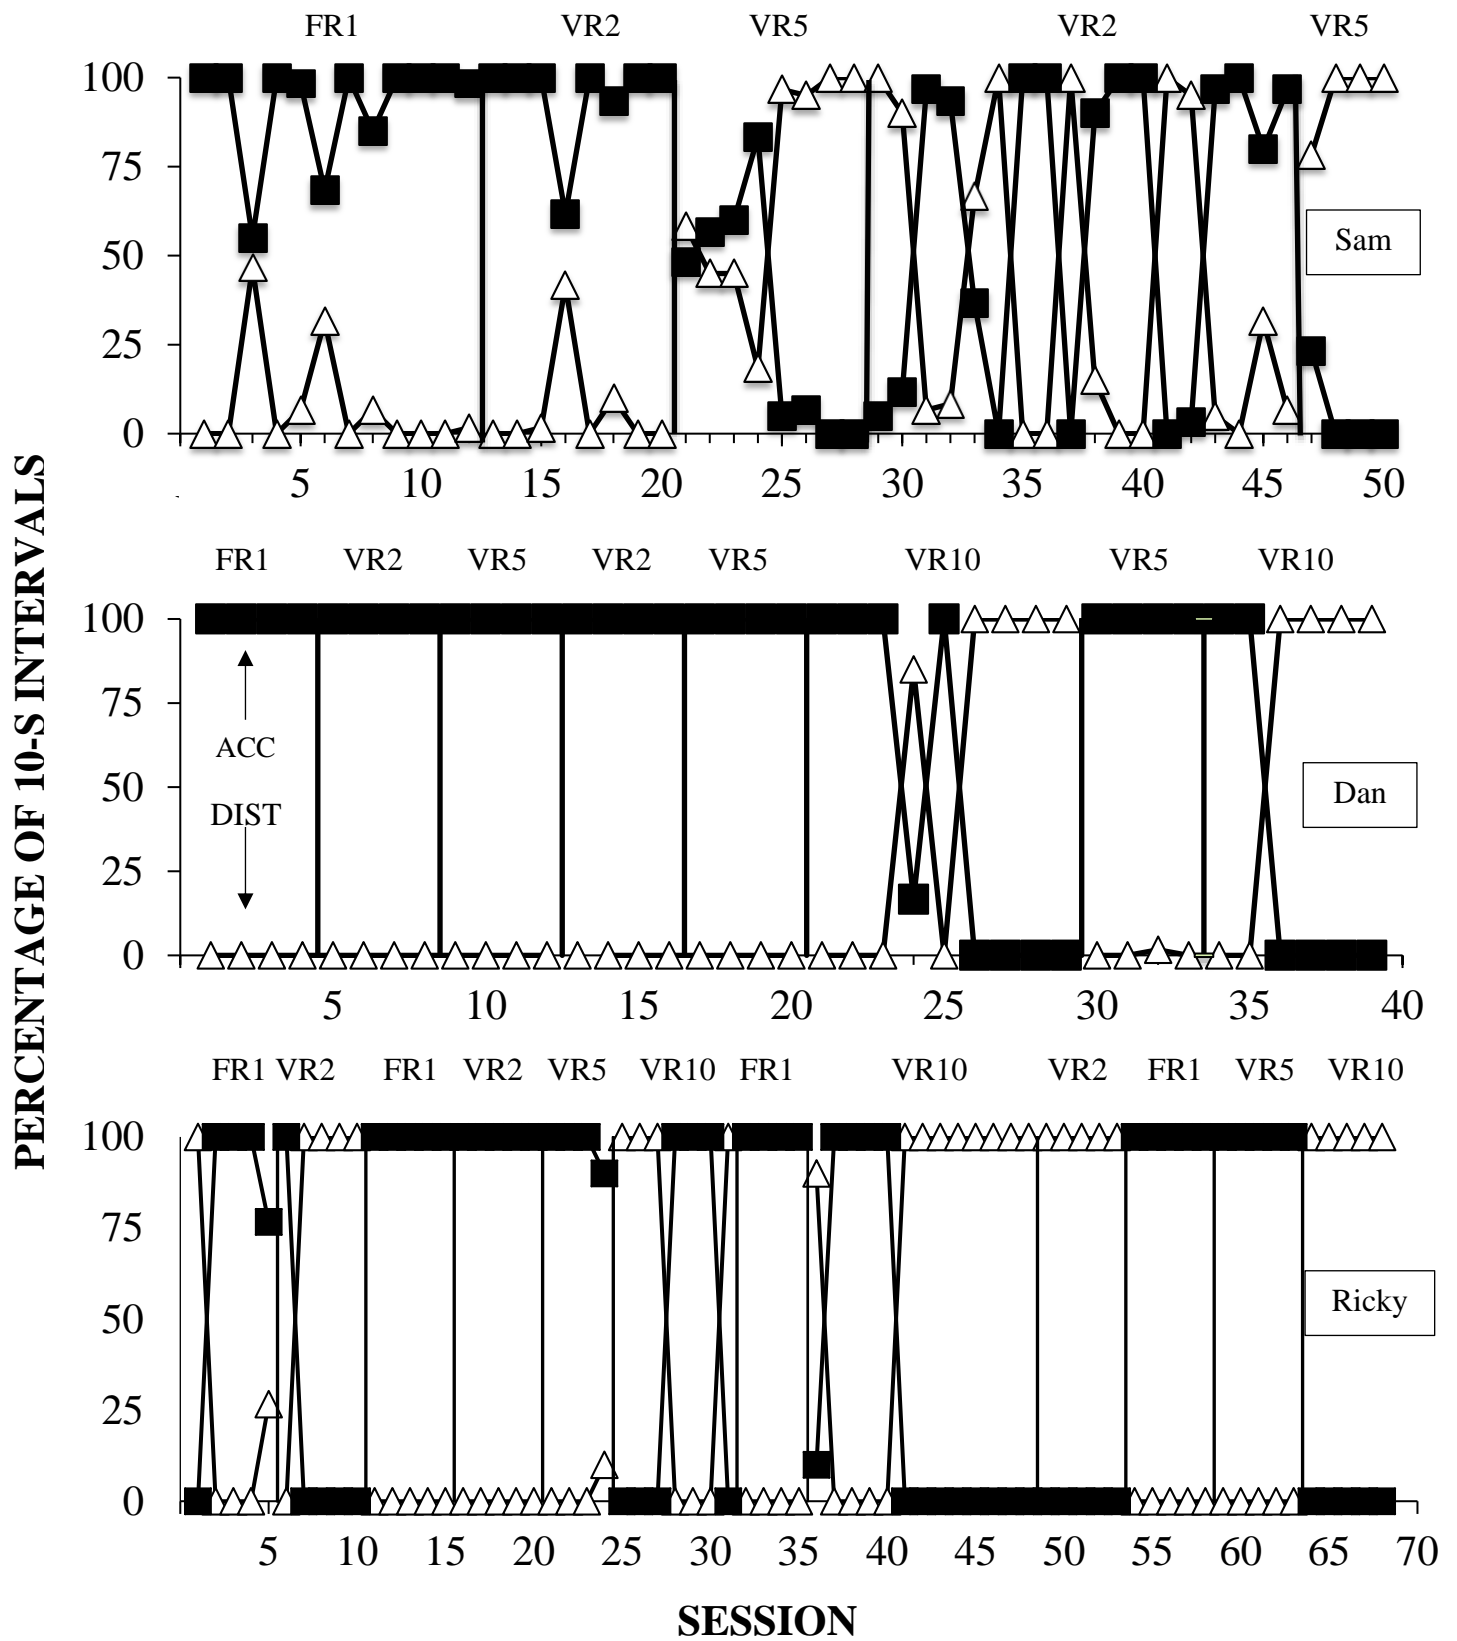 FR1 VR2 VR5 VR2 VR5
100
75
50
25
0
Sam
5 10 15 20 25 30 35 40 45 50
PERCENTAGE OF 10-S INTERVALS
FR1 VR2 VR5 VR2 VR5 VR10 VR5 VR10
100
75
50
25
0
ACC
DIST
Dan
5 10 15 20 25 30 35 40
FR1 VR2 FR1 VR2 VR5 VR10 FR1 VR10 VR2 FR1 VR5 VR10
100
75
50
25
0
Ricky
5 10 15 20 25 30 35 40 45 50 55 60 65 70
SESSION